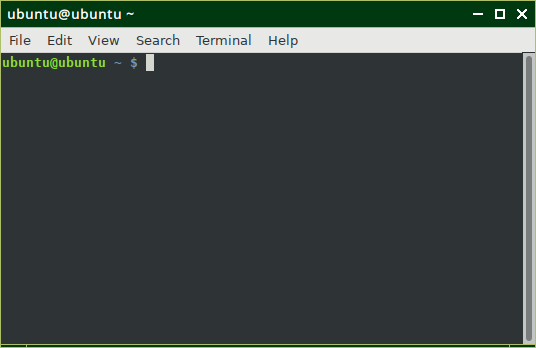 ubuntu@ubuntu ~
File Edit View Search Terminal Help
ubuntu@ubuntu ~ $